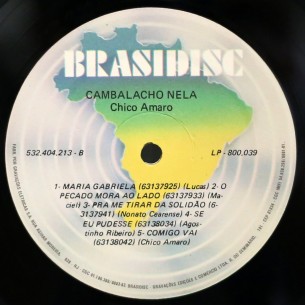 BRASIDISC
CAMBALACHO NELA
Chico Amaro
532.404.213 - B
LP - 800.039
1- MARIA GABRIELA (63137925) (Lucas) 2- O
PECADO MORA AO LADO (63137933) (Ma-
caell) 3- PRA ME TIRAR DA SOLIDÃO (6-
3137941) (Nonato Cearense) 4- SE
EU PUDESSE (63138034) (Agos-
tinho Ribeiro) 5- COMIGO VAI
(63138042) (Chico Amaro)